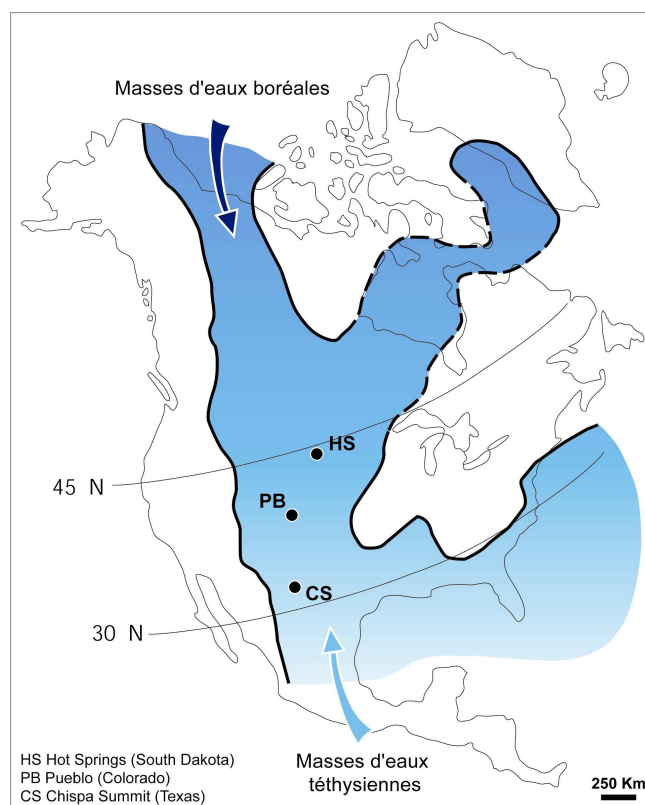 Masses d'eaux boréales
HS
45 N
PB
CS
30 N
HS Hot Springs (South Dakota)
PB Pueblo (Colorado)
CS Chispa Summit (Texas)
Masses d'eaux
téthysiennes
250 Km